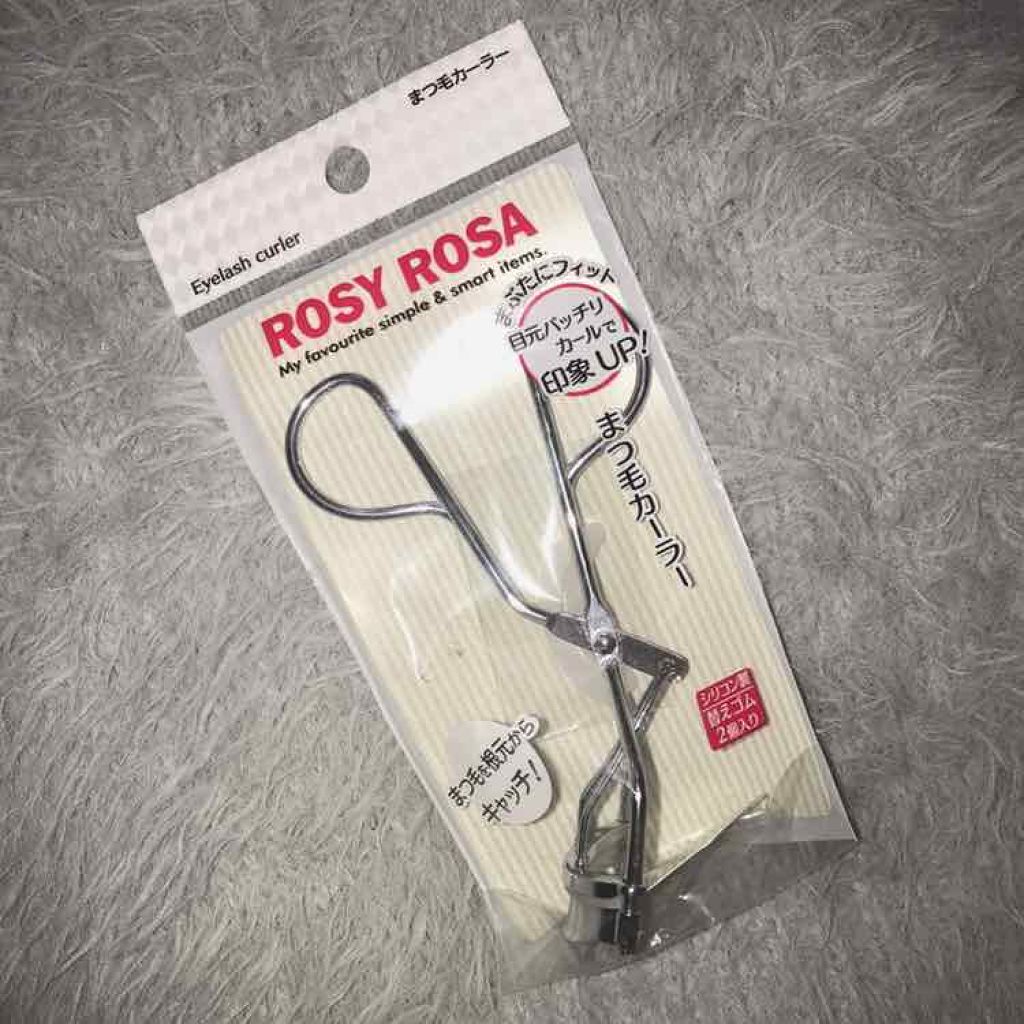 まつ毛カーラー
Eyelash curler
ROSY ROSA
My favourite simple & smart items.
まぶたにフィット
目元パッチリ
カールで
印象UP!
まつ毛カーラー
シリコン製
替えゴム
2個入り
まつ毛を根元から
キャッチ!